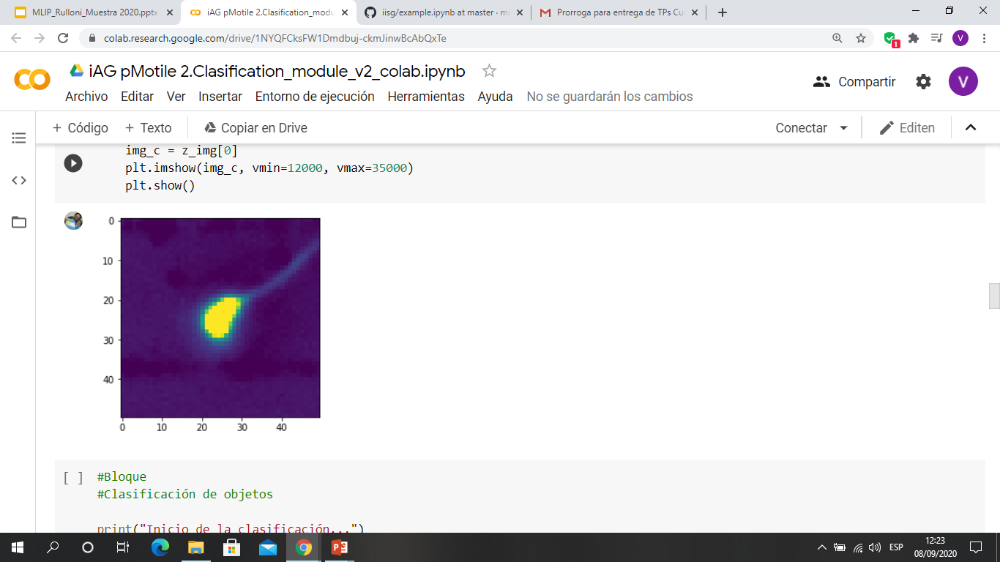 MLIP_Rulloni_Muestra 2020.pptx
iAG pMotile 2.Clasification_modu
iisg/example.ipynb at master · m
Prorroga para entrega de TPs Cu
colab.research.google.com/drive/1NYQFCksFW1Dmdbuj-ckmJinwBcAbQxTe
1
V
iAG pMotile 2.Clasification_module_v2_colab.ipynb
Archivo Editar Ver Insertar Entorno de ejecución Herramientas Ayuda No se guardarán los cambios
Compartir
V
+ Código + Texto Copiar en Drive
Conectar Editen
img_c = z_img[0]
plt.imshow(img_c, vmin=12000, vmax=35000)
plt.show()
0
10
20
30
40
0 10 20 30 40
[ ] #Bloque
#Clasificación de objetos
print("Inicio de la clasificación...")
ESP
12:23
08/09/2020